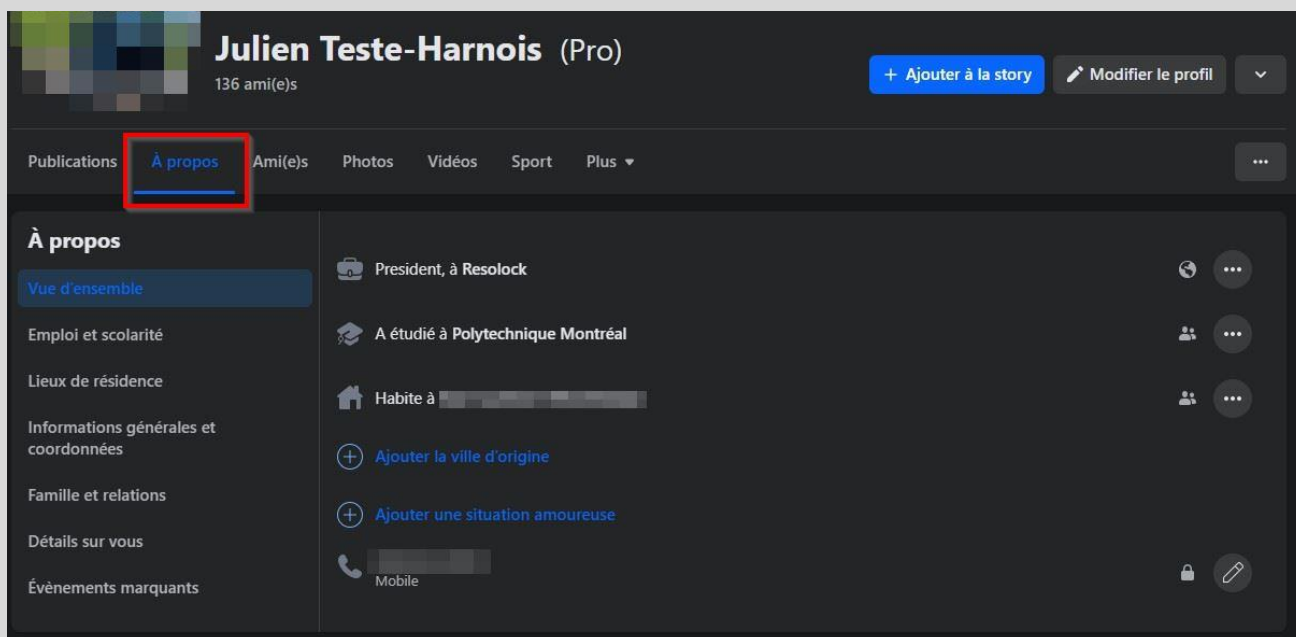 Julien Teste-Harnois (Pro)
136 ami(e)s
+ Ajouter à la story
Modifier le profil
Publications
À propos
Ami(e)s
Photos
Vidéos
Sport
Plus
À propos
Vue d'ensemble
Emploi et scolarité
Lieux de résidence
Informations générales et
coordonnées
Famille et relations
Détails sur vous
Évènements marquants
President, à Resolock
A étudié à Polytechnique Montréal
Habite à
Ajouter la ville d'origine
Ajouter une situation amoureuse
Mobile